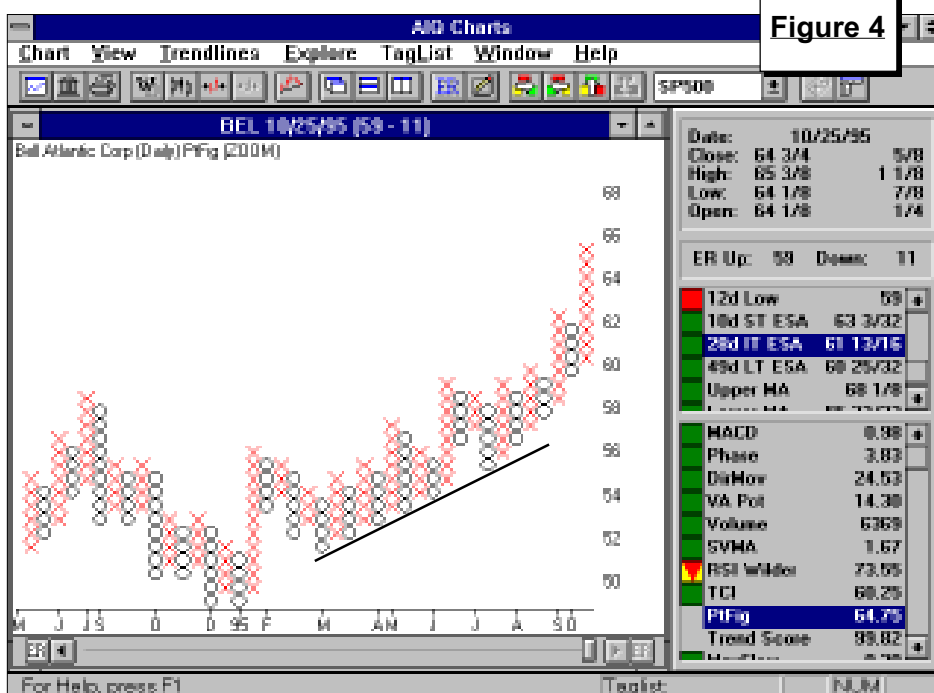 Figure 4
AIQ Charts
Chart View Trendlines Explore TagList Window Help
ER
SP500
BEL 10/25/95 (59 - 11)
Bell Atlantic Corp (Daily) PtFig (ZOOM)
68
66
64
62
60
58
56
54
52
50
M J J S O D 95 F M A M J J A S O
ER
ER
Date: 10/25/95
Close: 64 3/4 5/8
High: 65 3/8 1 1/8
Low: 64 1/8 7/8
Open: 64 1/8 1/4
ER Up: 59 Down: 11
12d Low 59
10d ST ESA 63 3/32
28d IT ESA 61 13/16
49d LT ESA 60 25/32
Upper MA 68 1/8
MACD 0.98
Phase 3.83
DirMov 24.53
VA Pct 14.30
Volume 6369
SVMA 1.67
RSI Wilder 73.55
TCI 60.25
PtFig 64.75
Trend Score 99.82
For Help, press F1
Taglist:
NUM